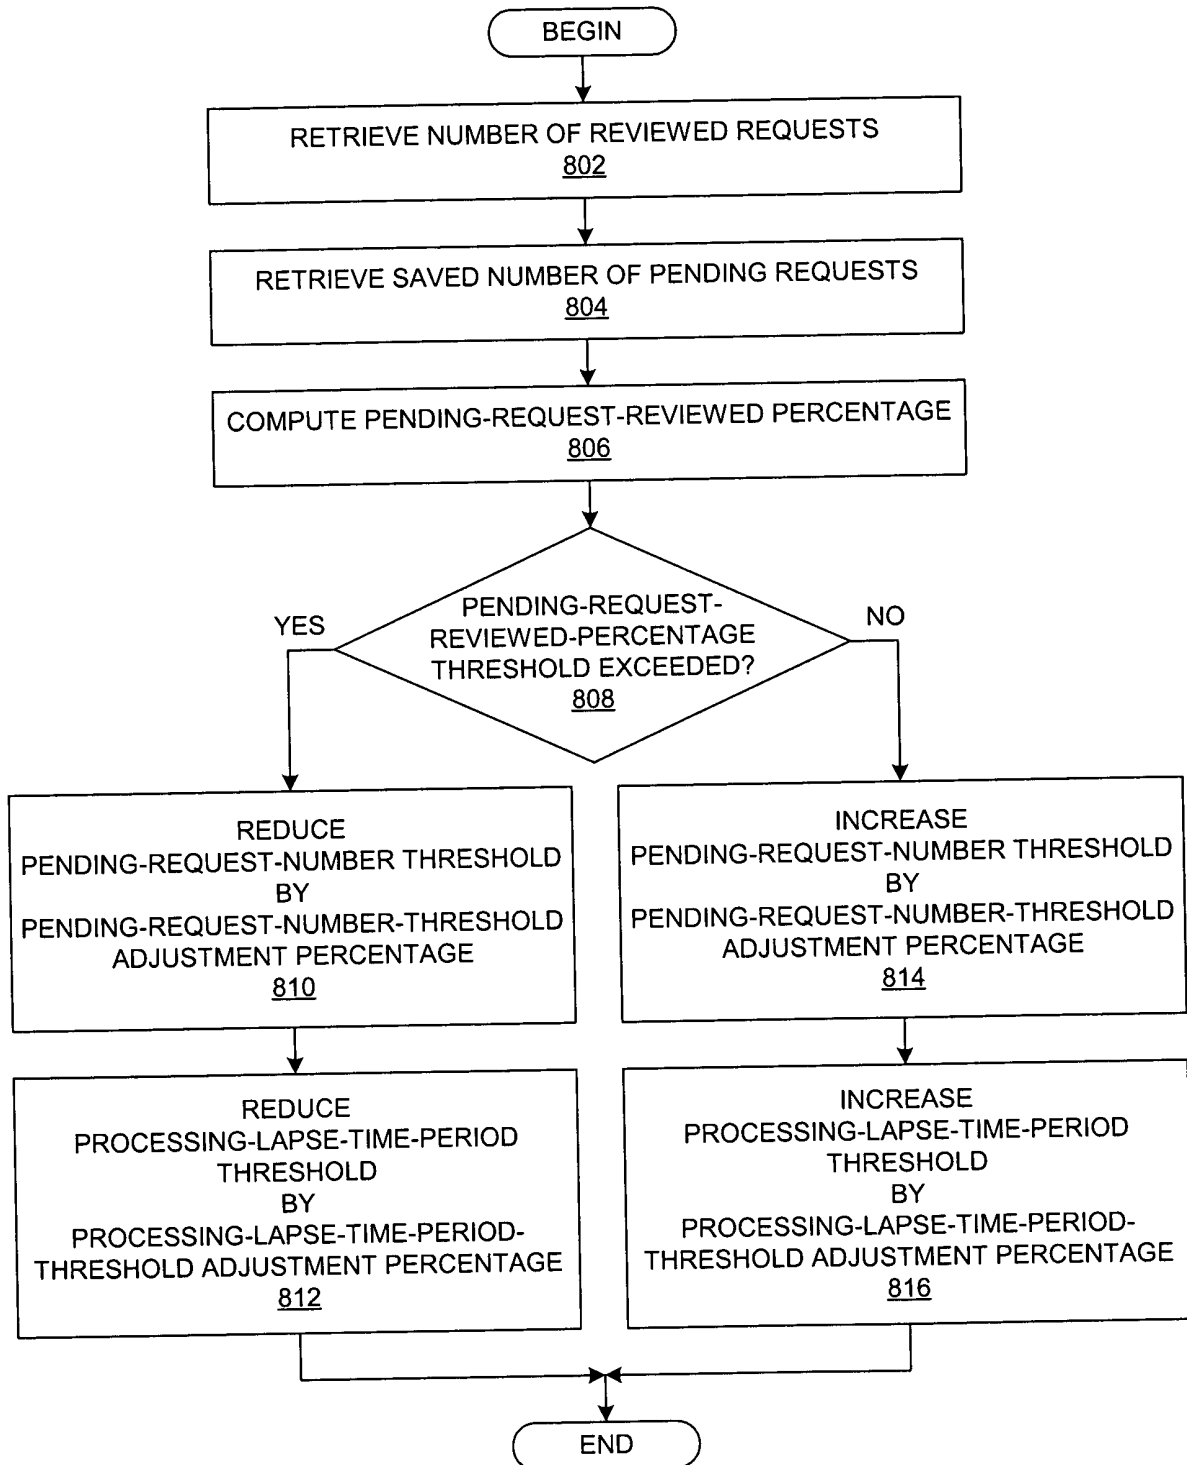 BEGIN
RETRIEVE NUMBER OF REVIEWED REQUESTS
802
RETRIEVE SAVED NUMBER OF PENDING REQUESTS
804
COMPUTE PENDING-REQUEST-REVIEWED PERCENTAGE
806
PENDING-REQUEST-
REVIEWED-PERCENTAGE
THRESHOLD EXCEEDED?
808
YES
NO
REDUCE
PENDING-REQUEST-NUMBER THRESHOLD
BY
PENDING-REQUEST-NUMBER-THRESHOLD
ADJUSTMENT PERCENTAGE
810
INCREASE
PENDING-REQUEST-NUMBER THRESHOLD
BY
PENDING-REQUEST-NUMBER-THRESHOLD
ADJUSTMENT PERCENTAGE
814
REDUCE
PROCESSING-LAPSE-TIME-PERIOD
THRESHOLD
BY
PROCESSING-LAPSE-TIME-PERIOD-
THRESHOLD ADJUSTMENT PERCENTAGE
812
INCREASE
PROCESSING-LAPSE-TIME-PERIOD
THRESHOLD
BY
PROCESSING-LAPSE-TIME-PERIOD-
THRESHOLD ADJUSTMENT PERCENTAGE
816
END